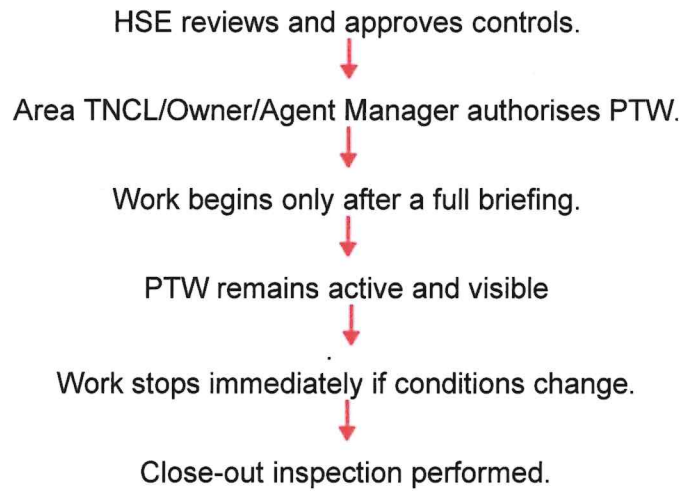 HSE reviews and approves controls.
Area TNCL/Owner/Agent Manager authorises PTW.
Work begins only after a full briefing.
PTW remains active and visible
Work stops immediately if conditions change.
Close-out inspection performed.